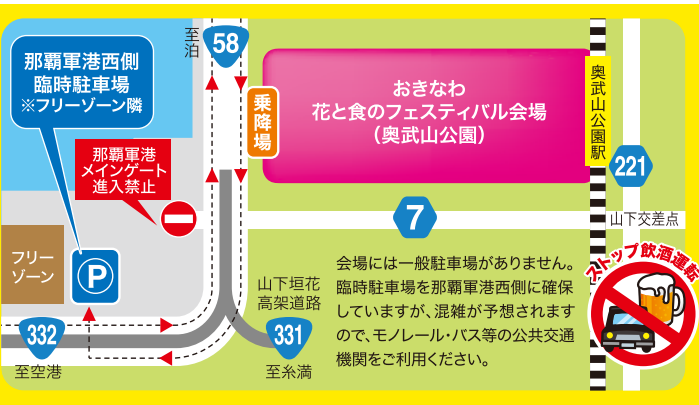 至泊
58
那覇軍港西側
臨時駐車場
※フリーゾーン隣
乗降場
おきなわ
花と食のフェスティバル会場
（奥武山公園）
奥武山公園駅
那覇軍港
メインゲート
進入禁止
221
7
山下交差点
フリー
ゾーン
P
山下垣花
高架道路
会場には一般駐車場がありません。
臨時駐車場を那覇軍港西側に確保
していますが、混雑が予想されます
ので、モノレール・バス等の公共交通
機関をご利用ください。
ストップ飲酒運転
332
至空港
331
至糸満